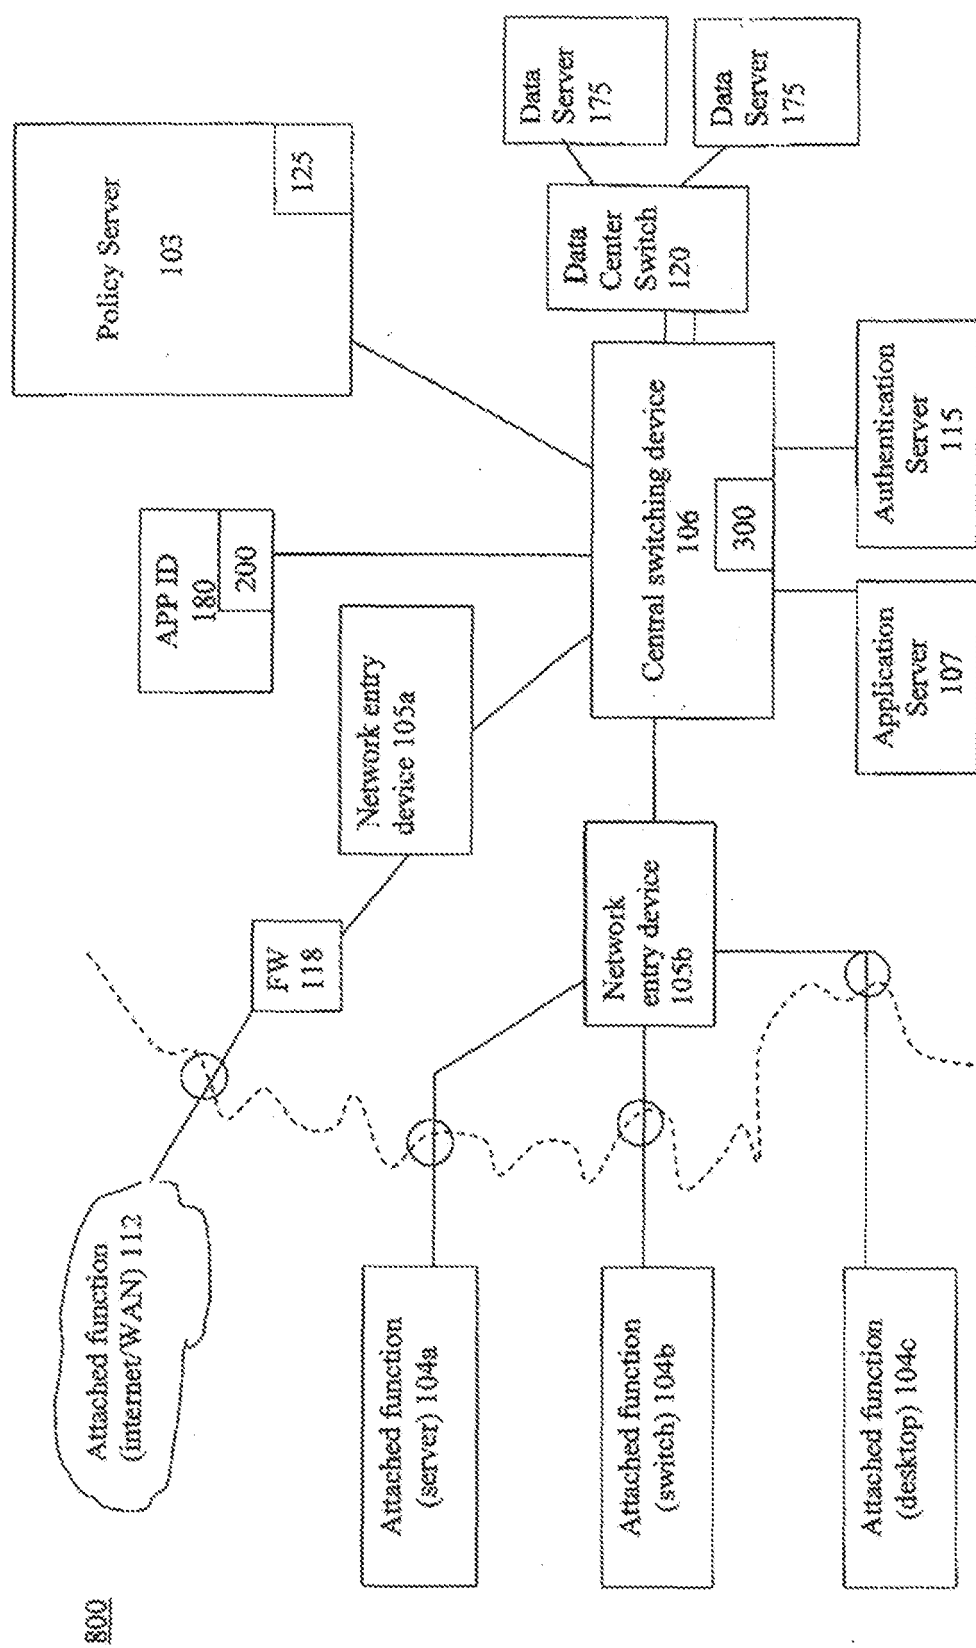 800
Attached function
(internet/WAN) 112
Attached function
(server) 104a
Attached function
(switch) 104b
Attached function
(desktop) 104c
FW
118
Network entry
device 105a
Network
entry device
105b
APP ID
180
200
Policy Server
103
125
Central switching device
106
300
Data
Center
Switch
120
Data
Server
175
Data
Server
175
Application
Server
107
Authentication
Server
115